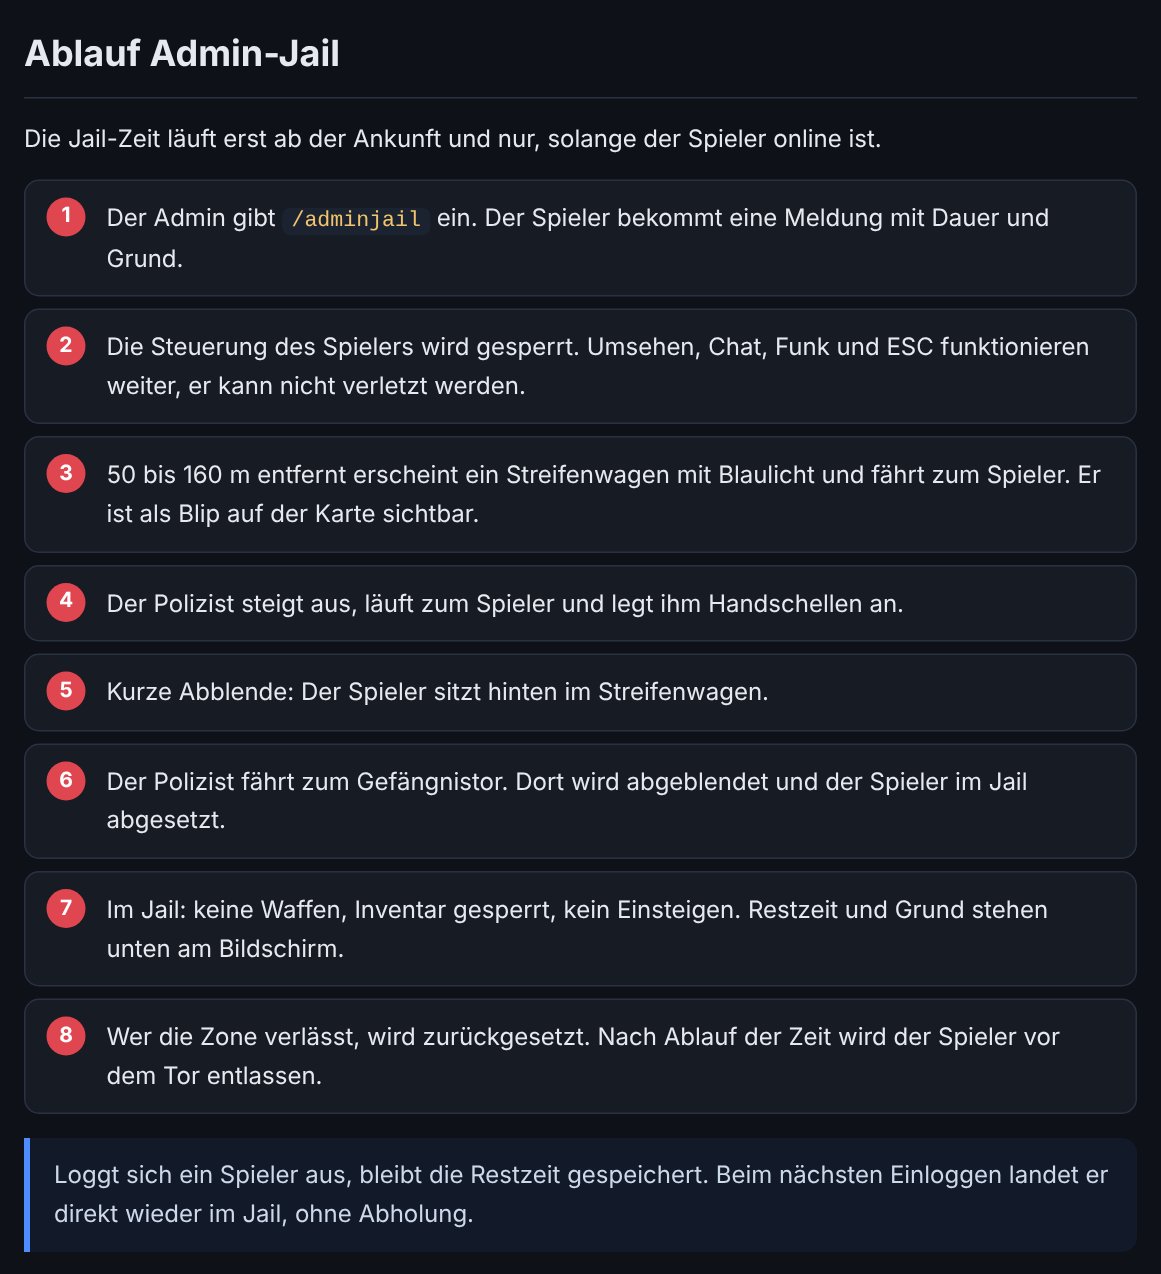 Ablauf Admin-Jail
Die Jail-Zeit läuft erst ab der Ankunft und nur, solange der Spieler online ist.
1 Der Admin gibt /adminjail ein. Der Spieler bekommt eine Meldung mit Dauer und
Grund.
2 Die Steuerung des Spielers wird gesperrt. Umsehen, Chat, Funk und ESC funktionieren
weiter, er kann nicht verletzt werden.
3 50 bis 160 m entfernt erscheint ein Streifenwagen mit Blaulicht und fährt zum Spieler. Er
ist als Blip auf der Karte sichtbar.
4 Der Polizist steigt aus, läuft zum Spieler und legt ihm Handschellen an.
5 Kurze Abblende: Der Spieler sitzt hinten im Streifenwagen.
6 Der Polizist fährt zum Gefängnistor. Dort wird abgeblendet und der Spieler im Jail
abgesetzt.
7 Im Jail: keine Waffen, Inventar gesperrt, kein Einsteigen. Restzeit und Grund stehen
unten am Bildschirm.
8 Wer die Zone verlässt, wird zurückgesetzt. Nach Ablauf der Zeit wird der Spieler vor
dem Tor entlassen.
Loggt sich ein Spieler aus, bleibt die Restzeit gespeichert. Beim nächsten Einloggen landet er
direkt wieder im Jail, ohne Abholung.